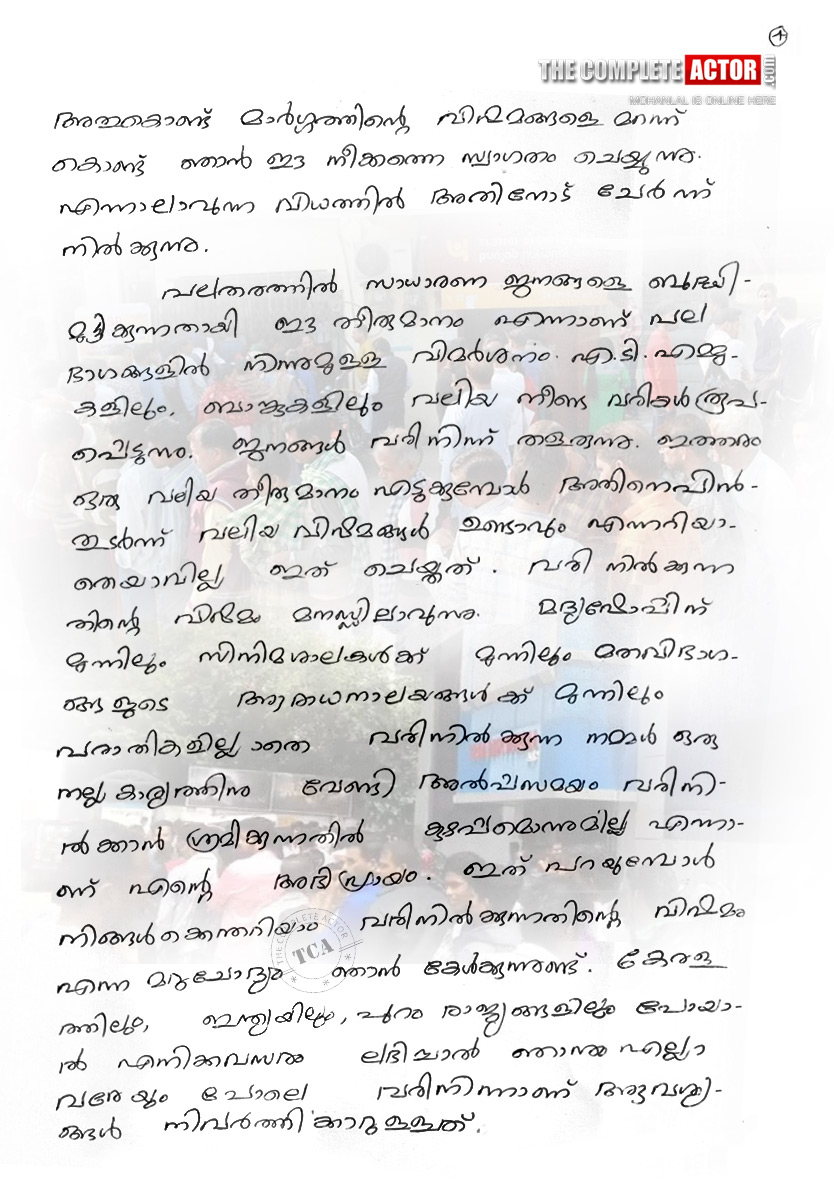 7
THE COMPLETE ACTOR .COM
MOHANLAL IS ONLINE HERE
അതുകൊണ്ട് മാർഗ്ഗത്തിന്റെ വിഷമങ്ങളെ മറന്ന്
കൊണ്ട് ഞാൻ ഈ നീക്കത്തെ സ്വാഗതം ചെയ്യുന്നു.
എന്നാലാവുന്ന വിധത്തിൽ അതിനോട് ചേർന്ന്
നിൽക്കുന്നു.
പലതരത്തിൽ സാധാരണ ജനങ്ങളെ ബുദ്ധി-
മുട്ടിക്കുന്നതായി ഈ തീരുമാനം എന്നാണ് പല
ഭാഗങ്ങളിൽ നിന്നുമുള്ള വിമർശനം. എ.ടി.എമ്മു-
കളിലും, ബാങ്കുകളിലും വലിയ നീണ്ട വരികൾ രൂപ-
പ്പെടുന്നു. ജനങ്ങൾ വരിനിന്ന് തളരുന്നു. ഇത്തരം
ഒരു വലിയ തീരുമാനം എടുക്കുമ്പോൾ അതിനെപിൻ-
തുടർന്ന് വലിയ വിഷമങ്ങൾ ഉണ്ടാവും എന്നറിയാ-
തെയാവില്ല ഇത് ചെയ്തത്. വരി നിൽക്കുന്ന
തിന്റെ വിഷമം മനസ്സിലാവുന്നു. മദ്യഷോപ്പിന്
മുന്നിലും സിനിമശാലകൾക്ക് മുന്നിലും മതവിഭാഗ-
ങ്ങളുടെ ആരാധനാലയങ്ങൾക്ക് മുന്നിലും
പരാതികളില്ലാതെ വരിനിൽക്കുന്ന നമ്മൾ ഒരു
നല്ല കാര്യത്തിനു വേണ്ടി അൽപസമയം വരിനി-
ൽക്കാൻ ശ്രമിക്കുന്നതിൽ കുഴപ്പമൊന്നുമില്ല എന്നാ-
ണ് എന്റെ അഭിപ്രായം. ഇത് പറയുമ്പോൾ
നിങ്ങൾക്കെന്തറിയാം വരിനിൽക്കുന്നതിന്റെ വിഷമം
എന്ന മറുചോദ്യം ഞാൻ കേൾക്കുന്നുണ്ട്. കേരള
ത്തിലും, ഇന്ത്യയിലും, പുറം രാജ്യങ്ങളിലും പോയാ-
ൽ എനിക്കവസരം ലഭിച്ചാൽ ഞാനും എല്ലാ
വരേയും പോലെ വരിനിന്നാണ് ആവശ്യ-
ങ്ങൾ നിവർത്തിക്കാറുള്ളത്.
THE COMPLETE ACTOR
TCA